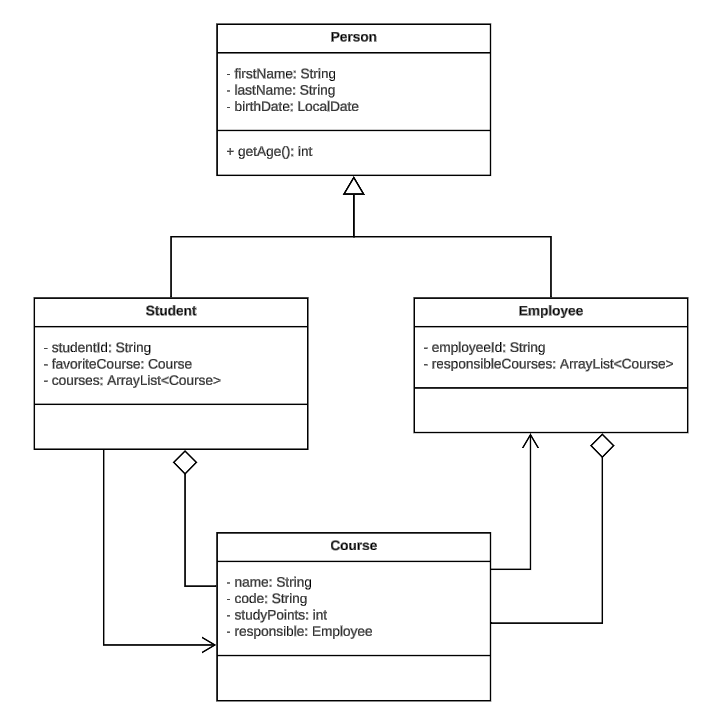 Person
- firstName: String
- lastName: String
- birthDate: LocalDate
+ getAge(): int
Student
- studentId: String
- favoriteCourse: Course
- courses: ArrayList<Course>
Employee
- employeeId: String
- responsibleCourses: ArrayList<Course>
Course
- name: String
- code: String
- studyPoints: int
- responsible: Employee